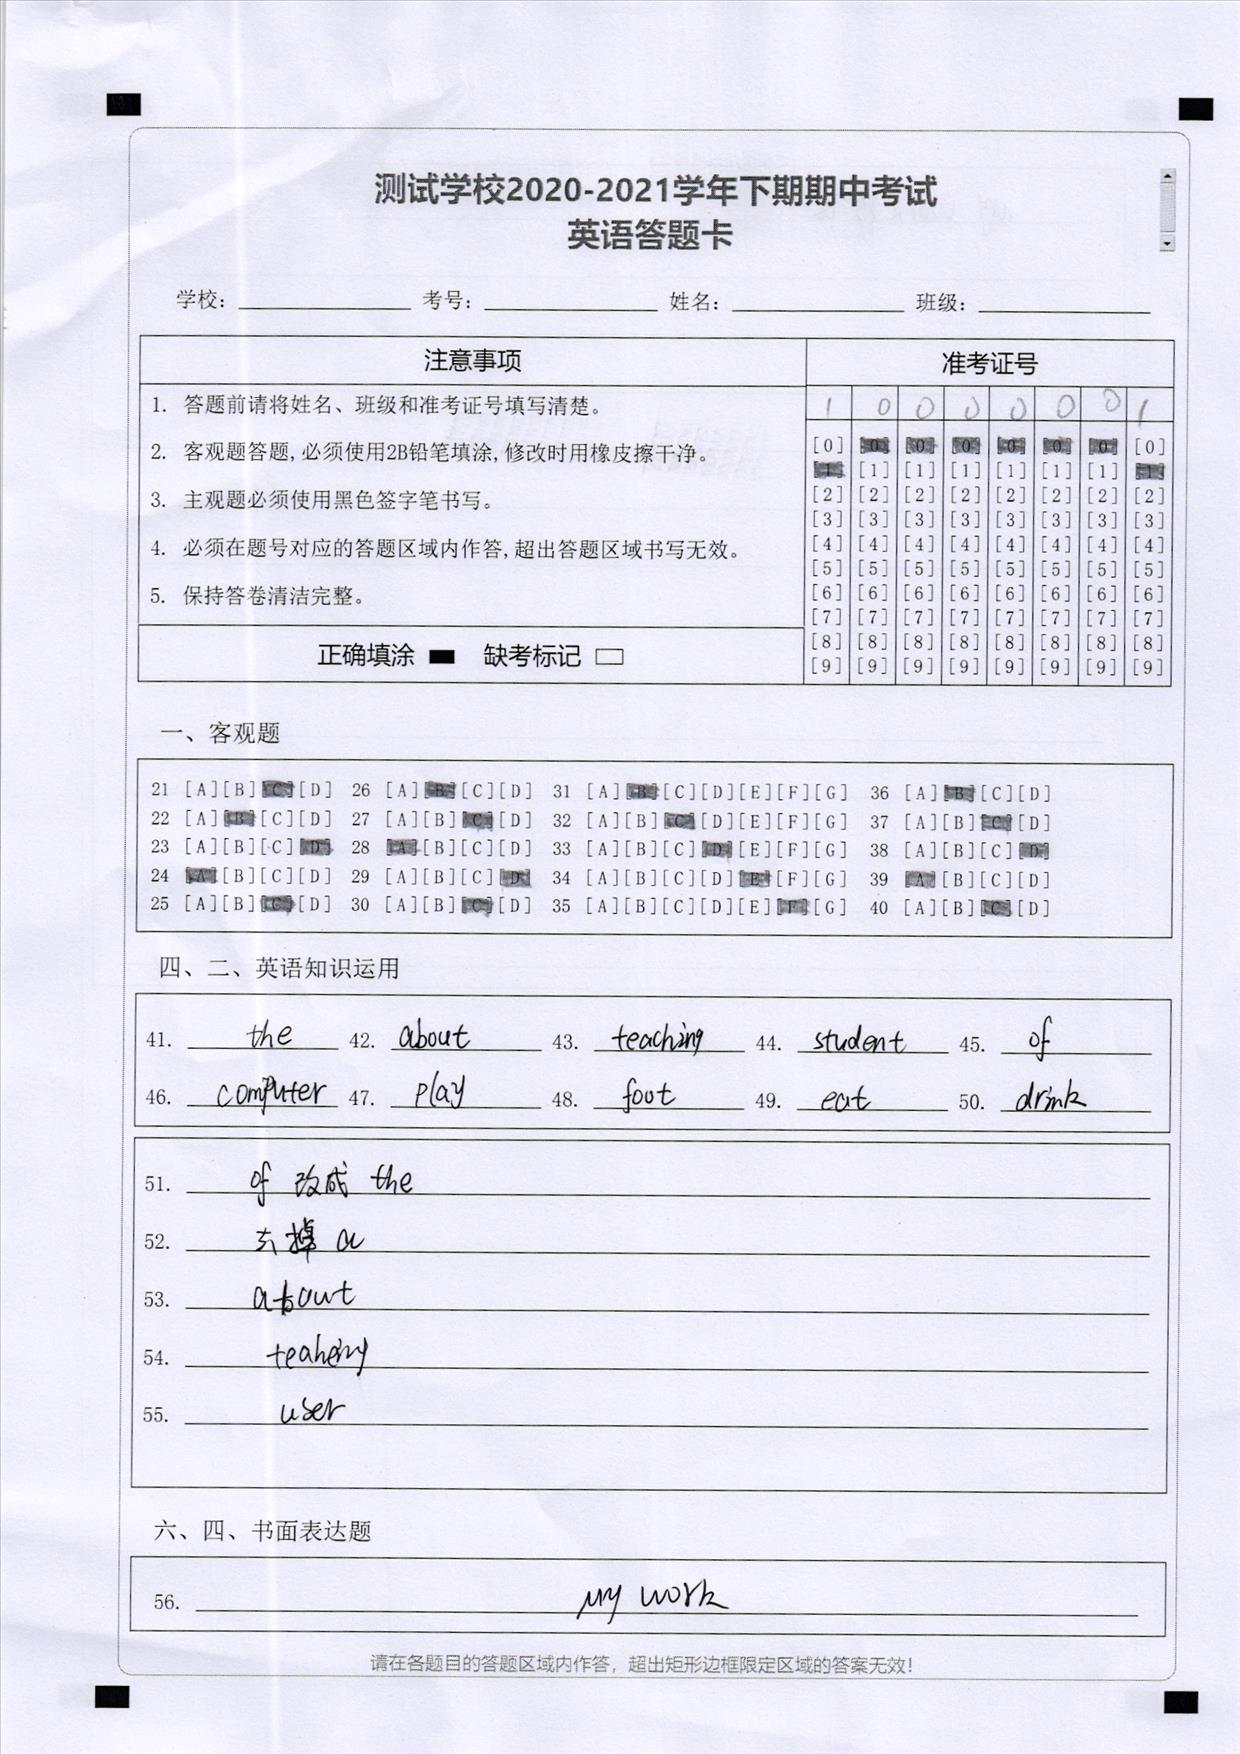 测试学校2020-2021学年下期期中考试
英语答题卡
学校: 考号: 姓名: 班级:
注意事项 准考证号
1. 答题前请将姓名、班级和准考证号填写清楚。
2. 客观题答题,必须使用2B铅笔填涂,修改时用橡皮擦干净。
3. 主观题必须使用黑色签字笔书写。
4. 必须在题号对应的答题区域内作答,超出答题区域书写无效。
5. 保持答卷清洁完整。
正确填涂 缺考标记
1 0 0 0 0 0 0 1
[0] [0] [0] [0] [0] [0] [0] [0]
[1] [1] [1] [1] [1] [1] [1] [1]
[2] [2] [2] [2] [2] [2] [2] [2]
[3] [3] [3] [3] [3] [3] [3] [3]
[4] [4] [4] [4] [4] [4] [4] [4]
[5] [5] [5] [5] [5] [5] [5] [5]
[6] [6] [6] [6] [6] [6] [6] [6]
[7] [7] [7] [7] [7] [7] [7] [7]
[8] [8] [8] [8] [8] [8] [8] [8]
[9] [9] [9] [9] [9] [9] [9] [9]
一、客观题
21 [A][B][C][D] 26 [A][B][C][D] 31 [A][B][C][D][E][F][G] 36 [A][B][C][D]
22 [A][B][C][D] 27 [A][B][C][D] 32 [A][B][C][D][E][F][G] 37 [A][B][C][D]
23 [A][B][C][D] 28 [A][B][C][D] 33 [A][B][C][D][E][F][G] 38 [A][B][C][D]
24 [A][B][C][D] 29 [A][B][C][D] 34 [A][B][C][D][E][F][G] 39 [A][B][C][D]
25 [A][B][C][D] 30 [A][B][C][D] 35 [A][B][C][D][E][F][G] 40 [A][B][C][D]
四、二、英语知识运用
41. the 42. about 43. teaching 44. student 45. of
46. computer 47. play 48. foot 49. eat 50. drink
51. of 改成 the
52. 去掉 a
53. about
54.
55. user
六、四、书面表达题
56. my work
请在各题目的答题区域内作答，超出矩形边框限定区域的答案无效!